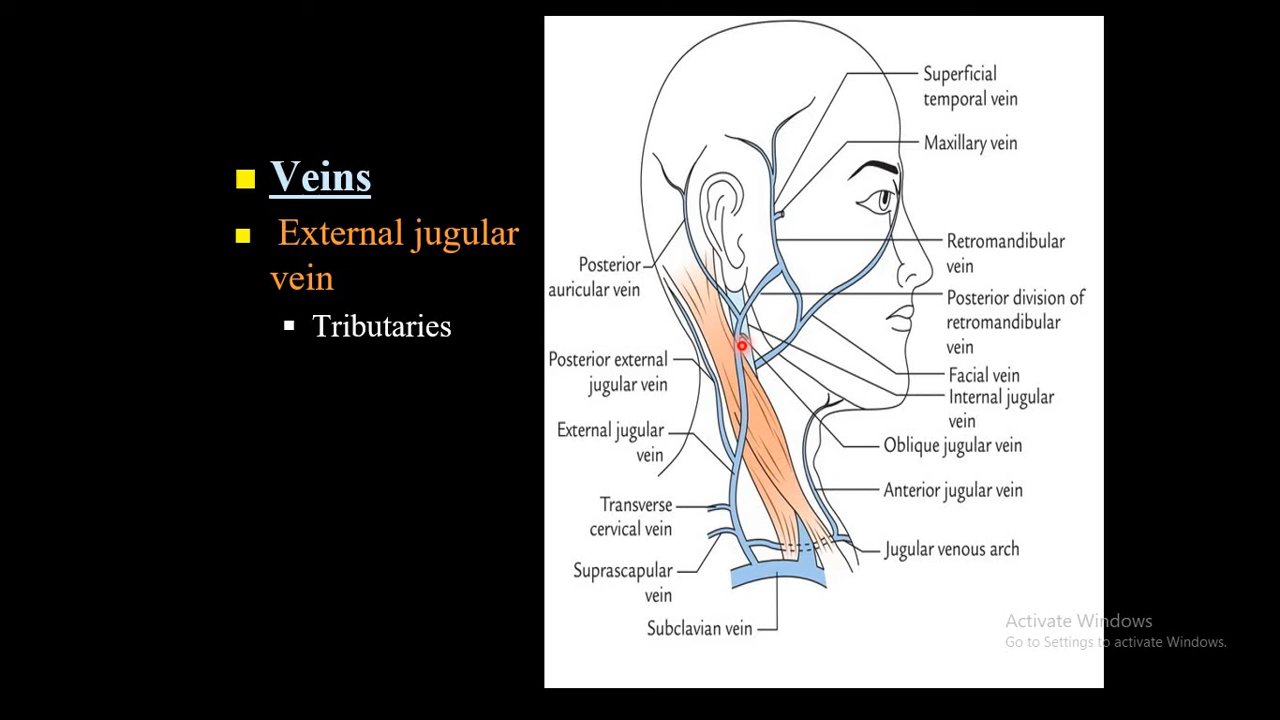 Veins
External jugular
vein
Tributaries
Superficial
temporal vein
Maxillary vein
Retromandibular
vein
Posterior division of
retromandibular
vein
Facial vein
Internal jugular
vein
Oblique jugular vein
Anterior jugular vein
Jugular venous arch
Posterior
auricular vein
Posterior external
jugular vein
External jugular
vein
Transverse
cervical vein
Suprascapular
vein
Subclavian vein
Activate Windows
Go to Settings to activate Windows.